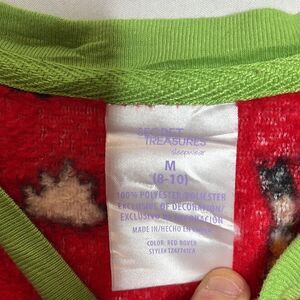 SECRET
TREASURES
sleepwear
M
(8-10)
100% POLYESTER/POLIESTER
EXCLUSIVE OF DECORATION
EXCLUSIVO DE DECORACION
MADE IN/HECHO EN
COLOR: RED ROVER